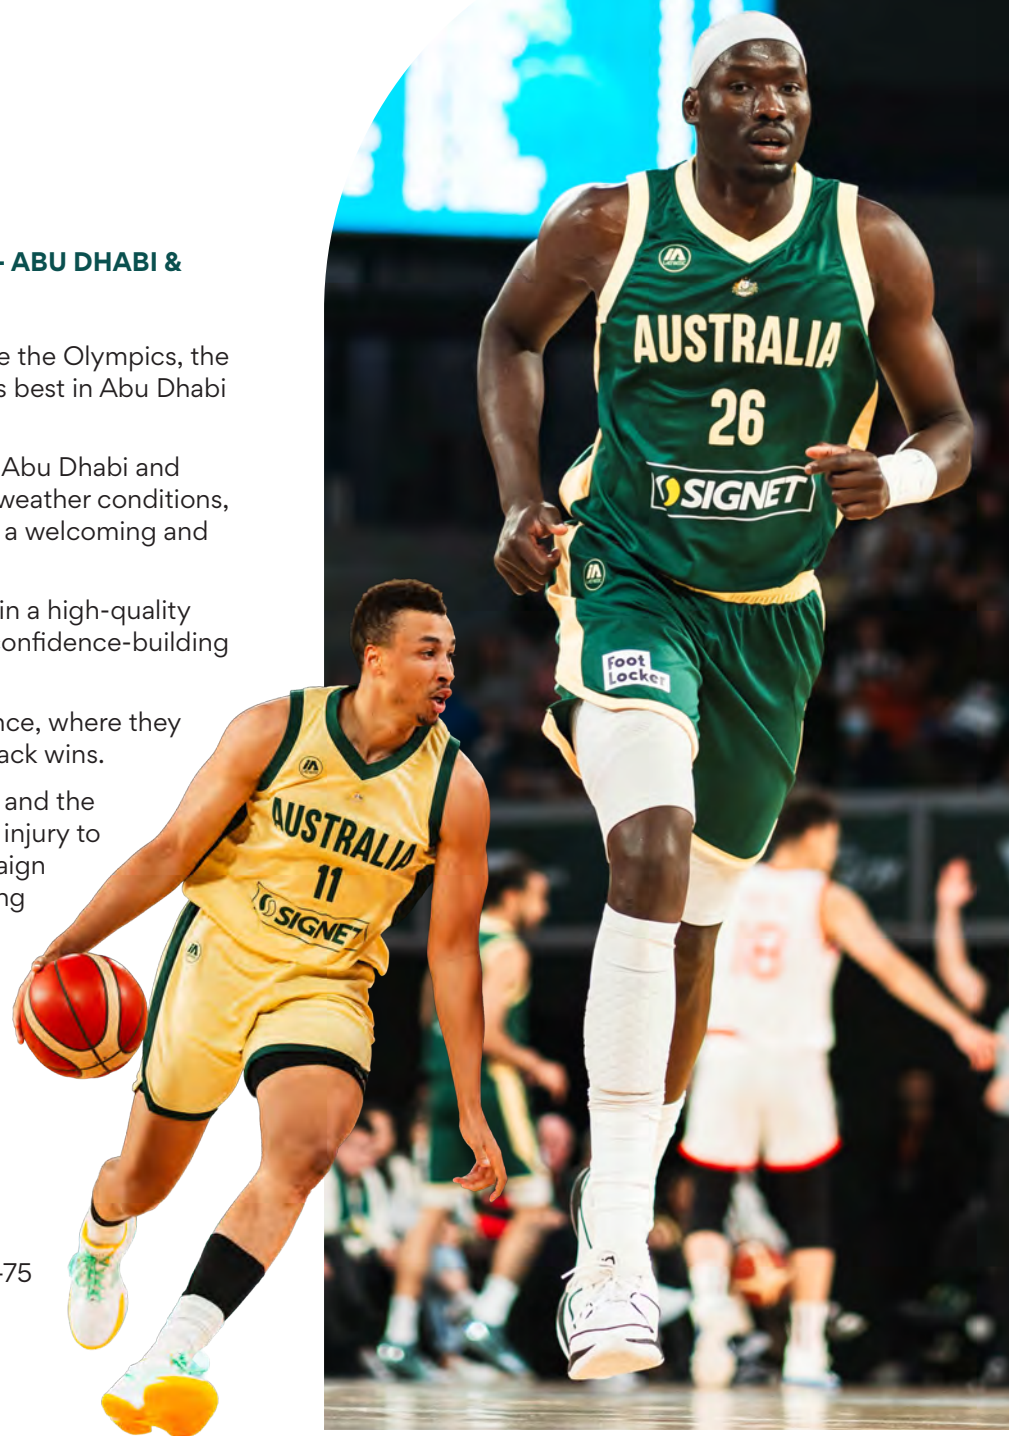 - ABU DHABI &
e the Olympics, the
s best in Abu Dhabi
Abu Dhabi and
weather conditions,
a welcoming and
in a high-quality
confidence-building
nce, where they
ack wins.
and the
injury to
aign
ng
-75
AUSTRALIA
26
SIGNET
Foot
Locker
AUSTRALIA
11
SIGNET